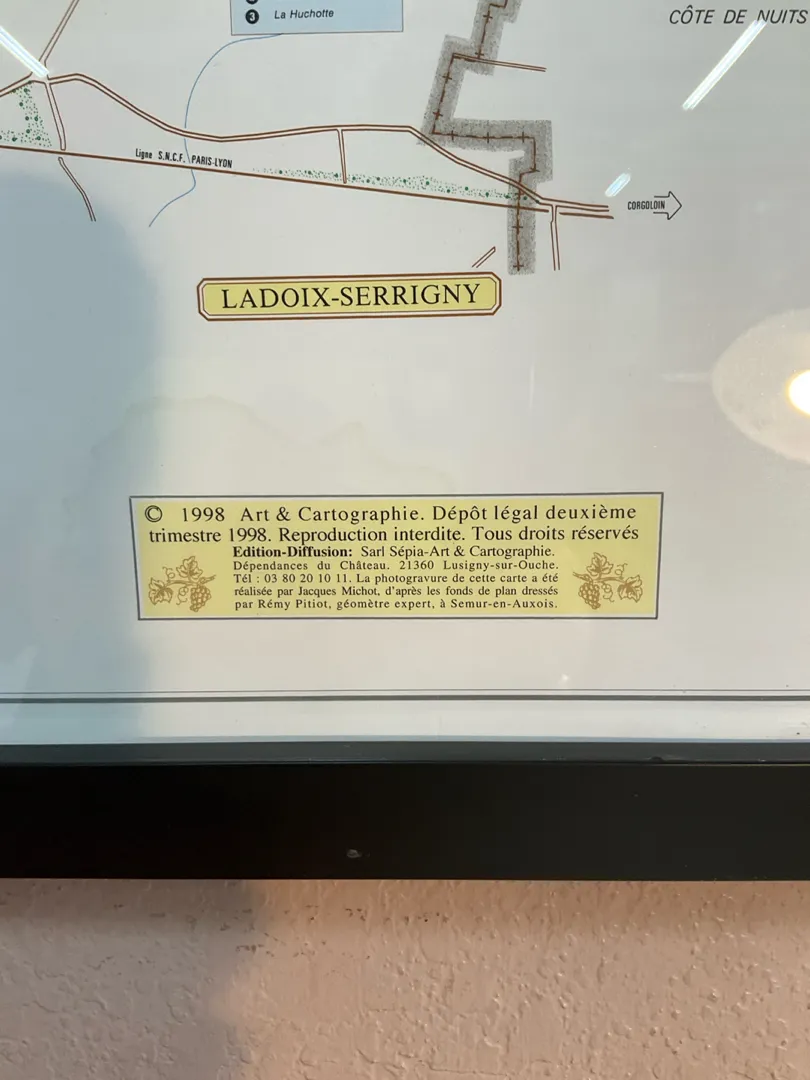 3 La Huchotte
CÔTE DE NUITS
Ligne S.N.C.F. PARIS-LYON
CORGOLOIN
LADOIX-SERRIGNY
© 1998 Art & Cartographie. Dépôt légal deuxième
trimestre 1998. Reproduction interdite. Tous droits réservés
Edition-Diffusion: Sarl Sépia-Art & Cartographie.
Dépendances du Château. 21360 Lusigny-sur-Ouche.
Tél : 03 80 20 10 11. La photogravure de cette carte a été
réalisée par Jacques Michot, d'après les fonds de plan dressés
par Rémy Pitiot, géomètre expert, à Semur-en-Auxois.